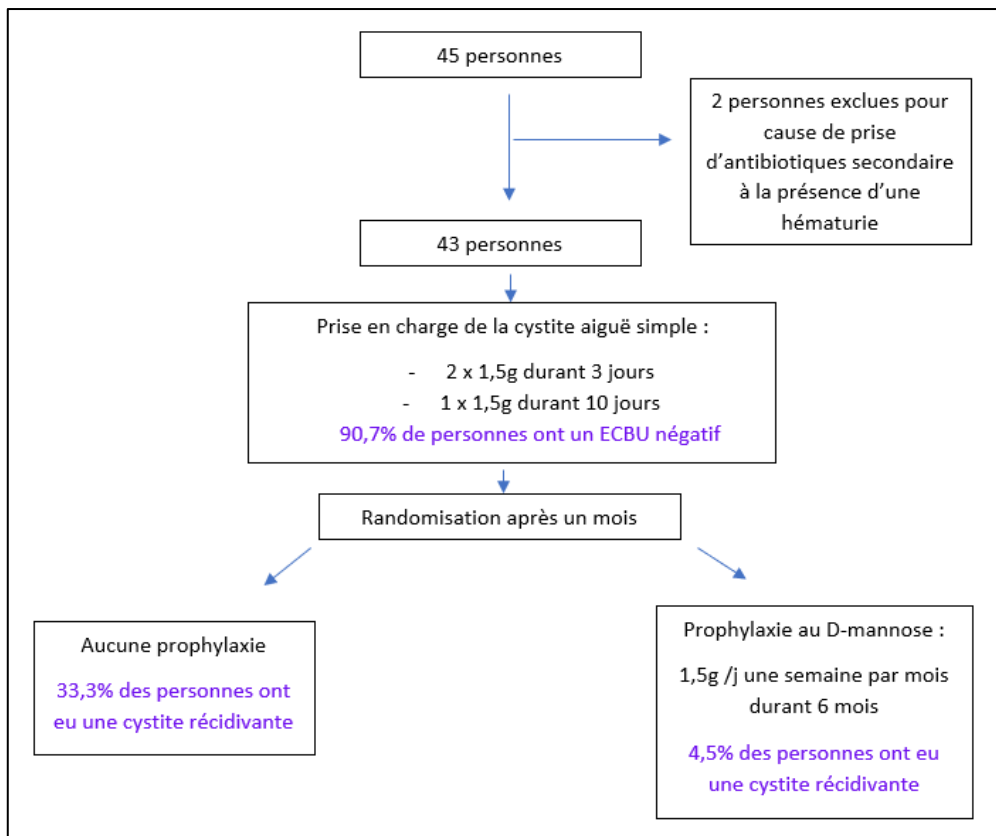 45 personnes
2 personnes exclues pour
cause de prise
d’antibiotiques secondaire
à la présence d’une
hématurie
43 personnes
Prise en charge de la cystite aiguë simple :
- 2 x 1,5g durant 3 jours
- 1 x 1,5g durant 10 jours
90,7% de personnes ont un ECBU négatif
Randomisation après un mois
Aucune prophylaxie
33,3% des personnes ont
eu une cystite récidivante
Prophylaxie au D-mannose :
1,5g /j une semaine par mois
durant 6 mois
4,5% des personnes ont eu
une cystite récidivante